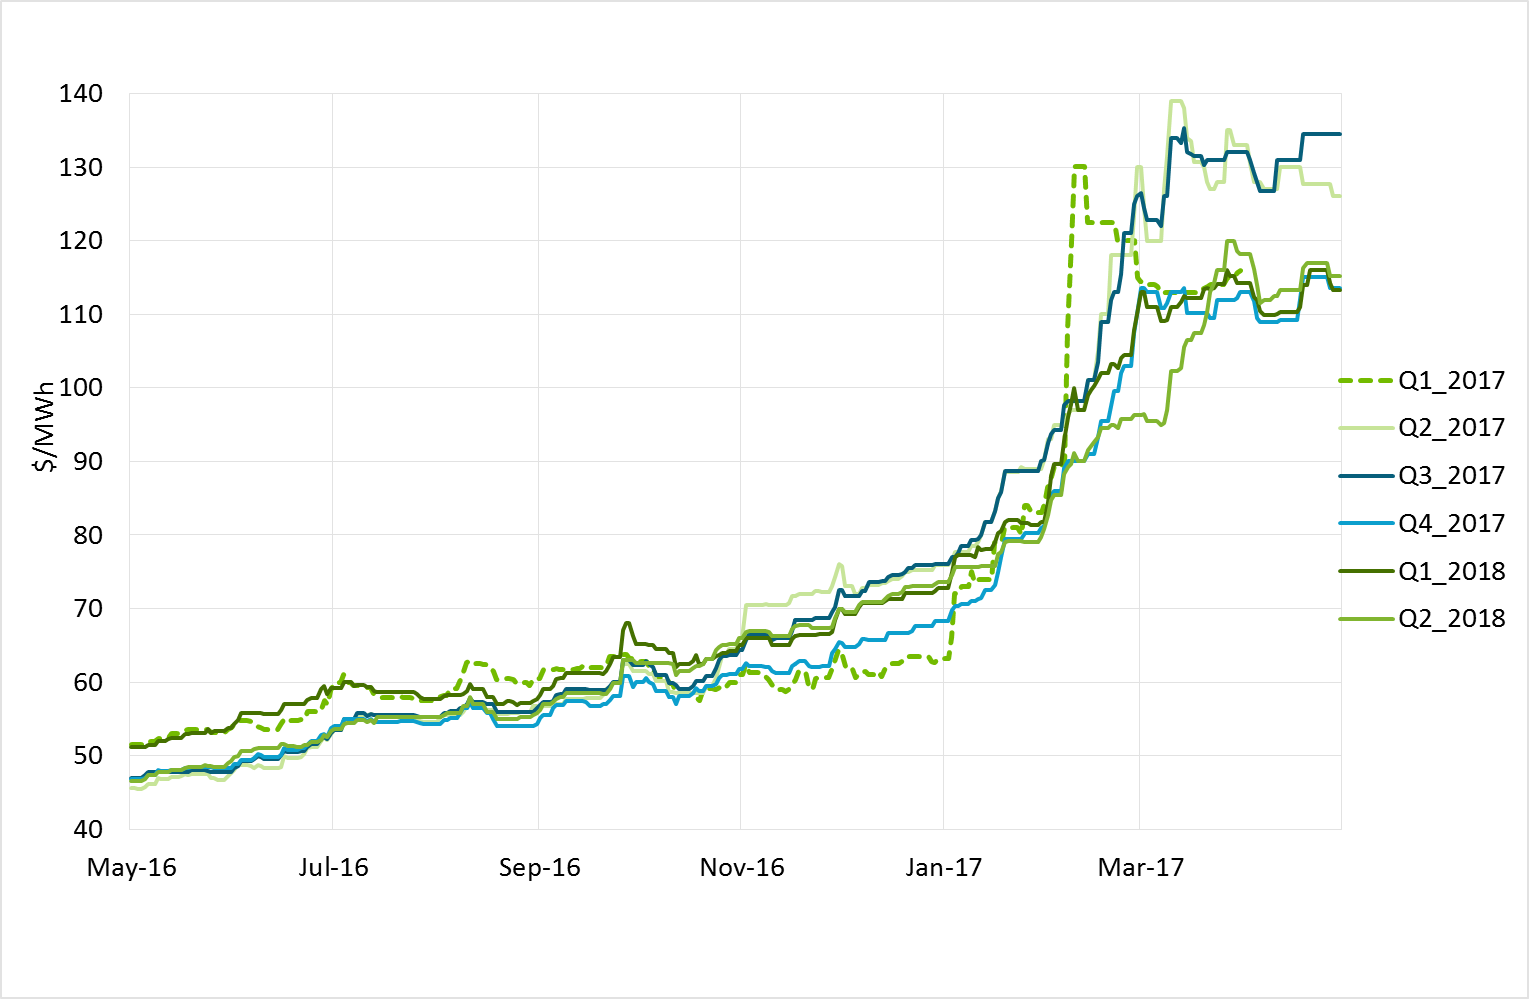 140
130
120
110
100
90
80
70
60
50
40
$/MWh
May-16
Jul-16
Sep-16
Nov-16
Jan-17
Mar-17
Q1_2017
Q2_2017
Q3_2017
Q4_2017
Q1_2018
Q2_2018